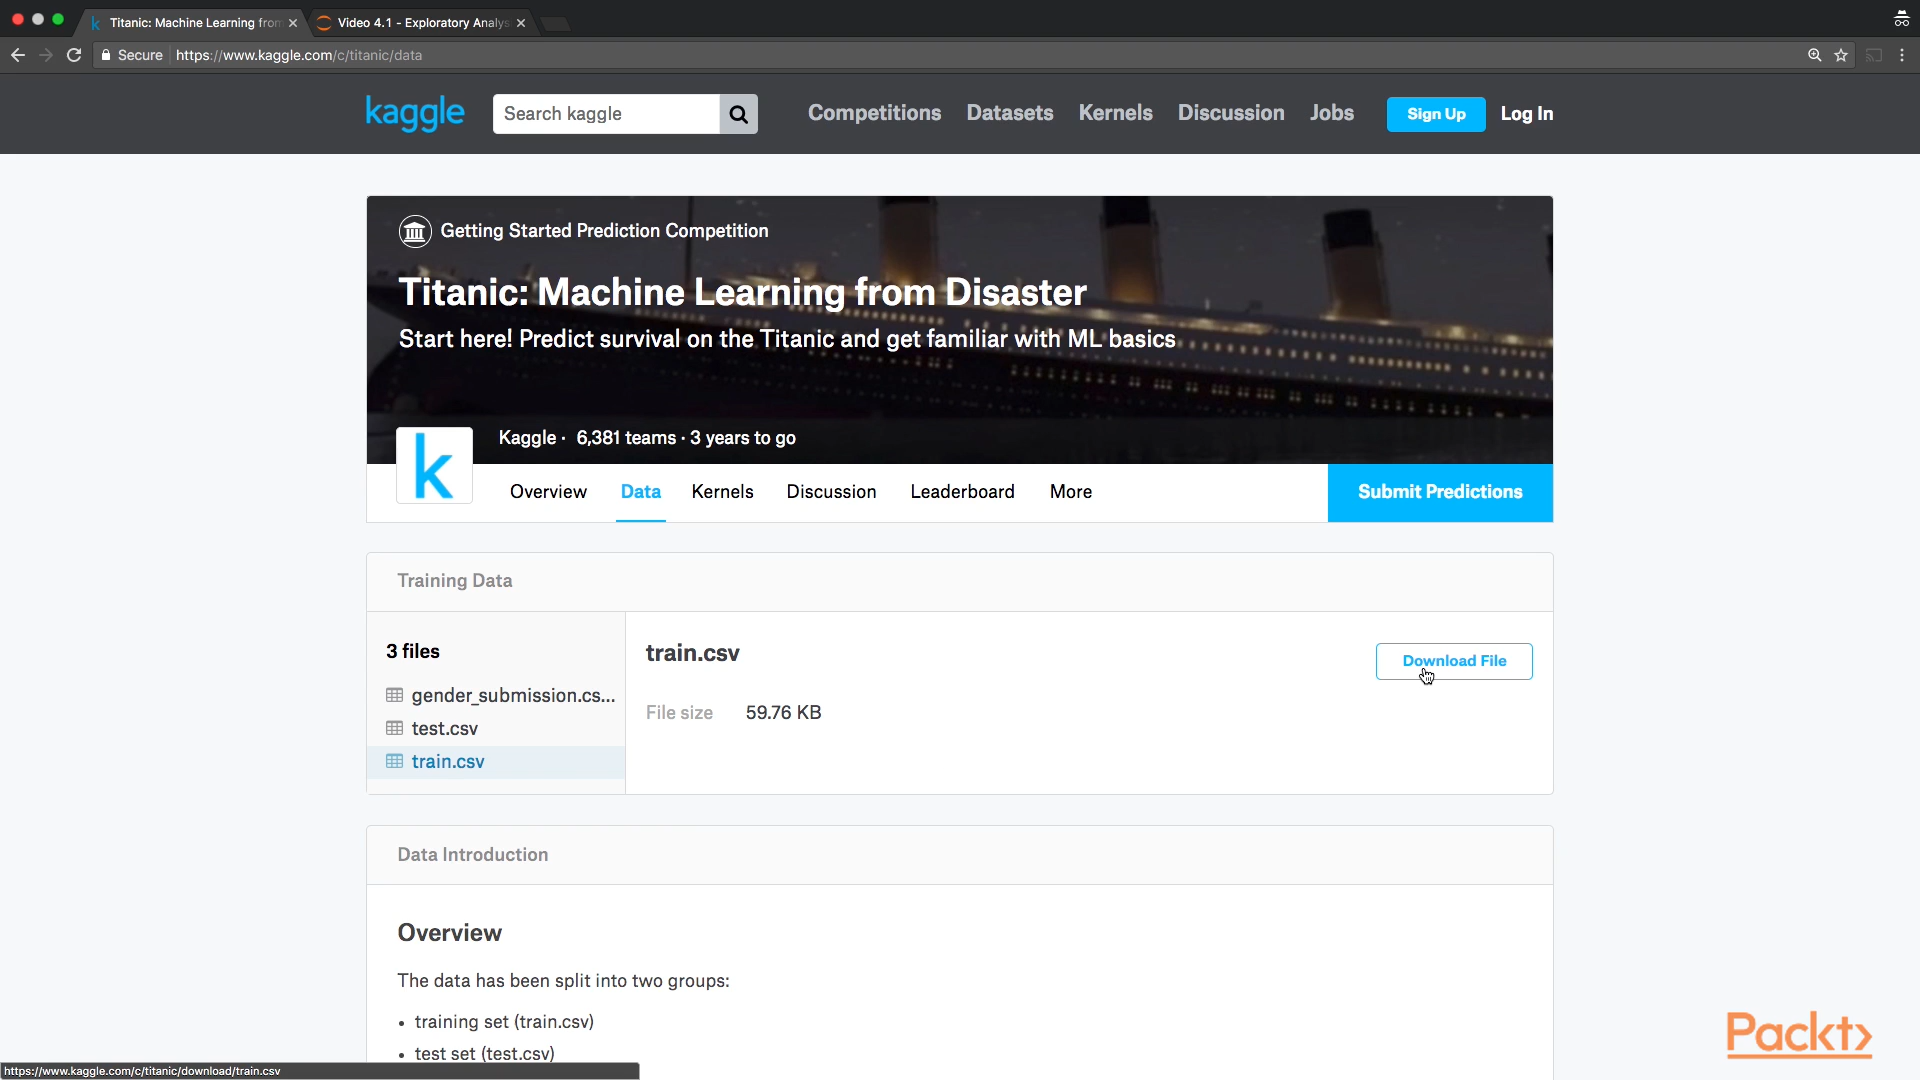 Titanic: Machine Learning from
Video 4.1 - Exploratory Analys
Secure
https://www.kaggle.com/c/titanic/data
kaggle
Search kaggle
Competitions
Datasets
Kernels
Discussion
Jobs
Sign Up
Log In
Getting Started Prediction Competition
Titanic: Machine Learning from Disaster
Start here! Predict survival on the Titanic and get familiar with ML basics
k
Kaggle · 6,381 teams · 3 years to go
Overview
Data
Kernels
Discussion
Leaderboard
More
Submit Predictions
Training Data
3 files
gender_submission.cs...
test.csv
train.csv
train.csv
Download File
File size 59.76 KB
Data Introduction
Overview
The data has been split into two groups:
• training set (train.csv)
• test set (test.csv)
https://www.kaggle.com/c/titanic/download/train.csv
Packt>